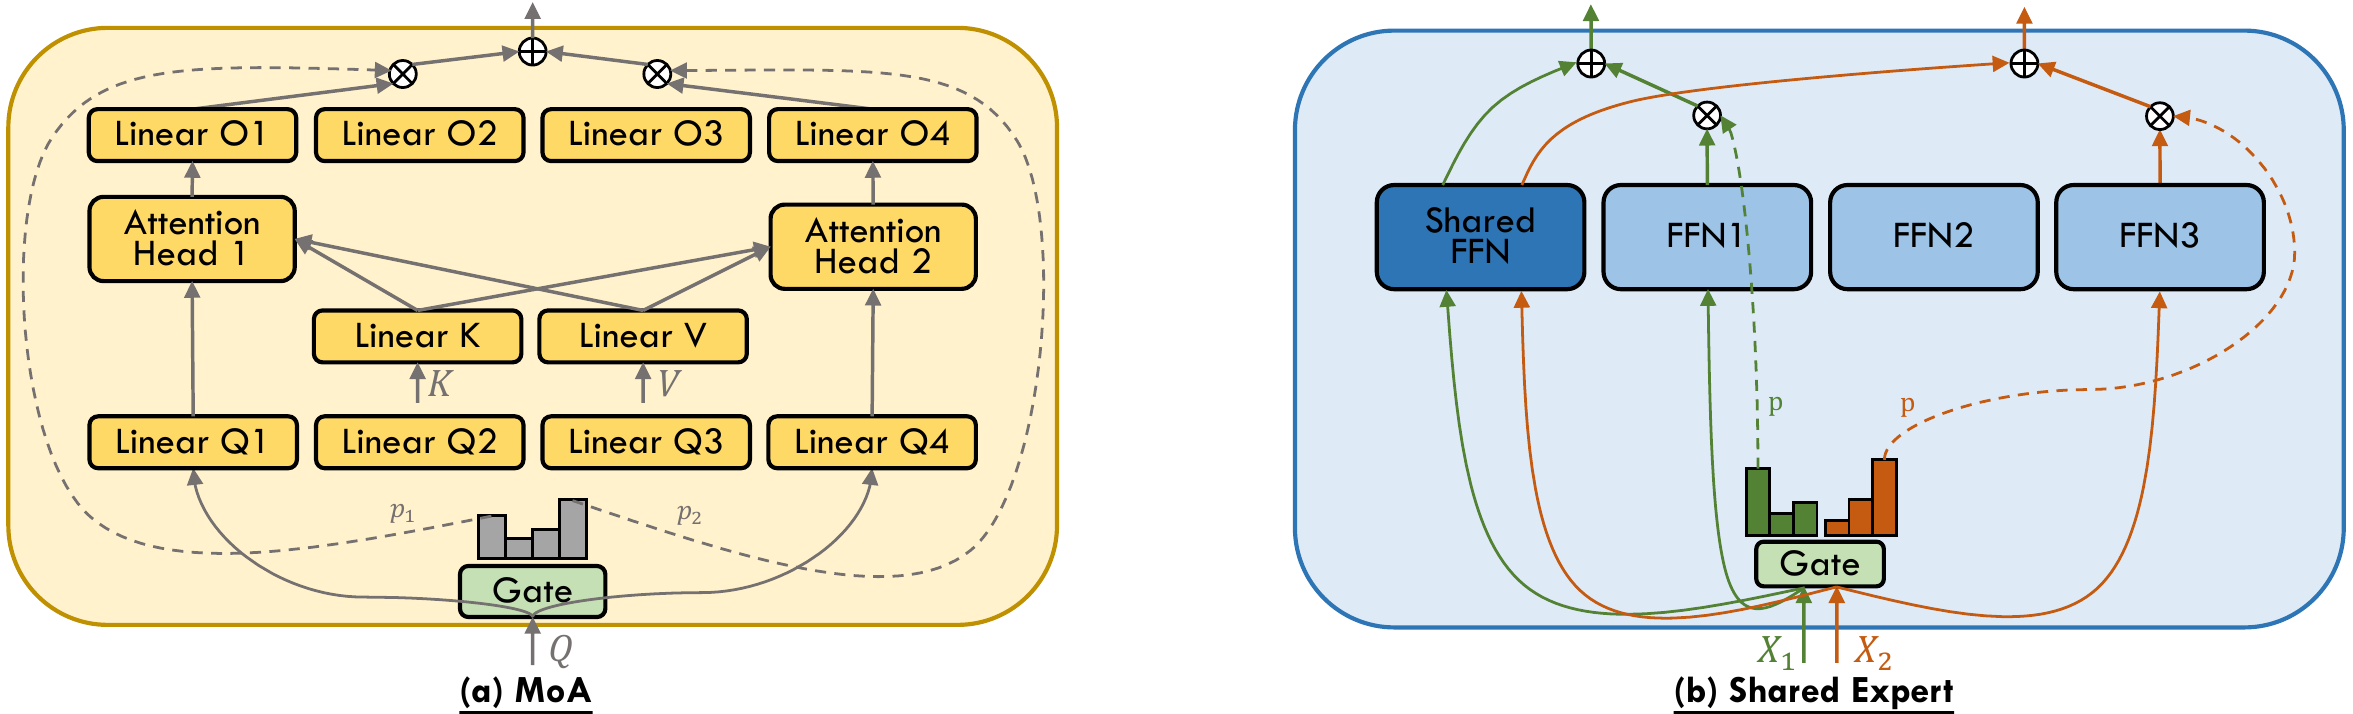 Linear O1
Linear O2
Linear O3
Linear O4
Attention
Head 1
Attention
Head 2
Linear K
Linear V
K
V
Linear Q1
Linear Q2
Linear Q3
Linear Q4
p1
p2
Gate
Q
(a) MoA
Shared
FFN
FFN1
FFN2
FFN3
p
p
Gate
X1
X2
(b) Shared Expert